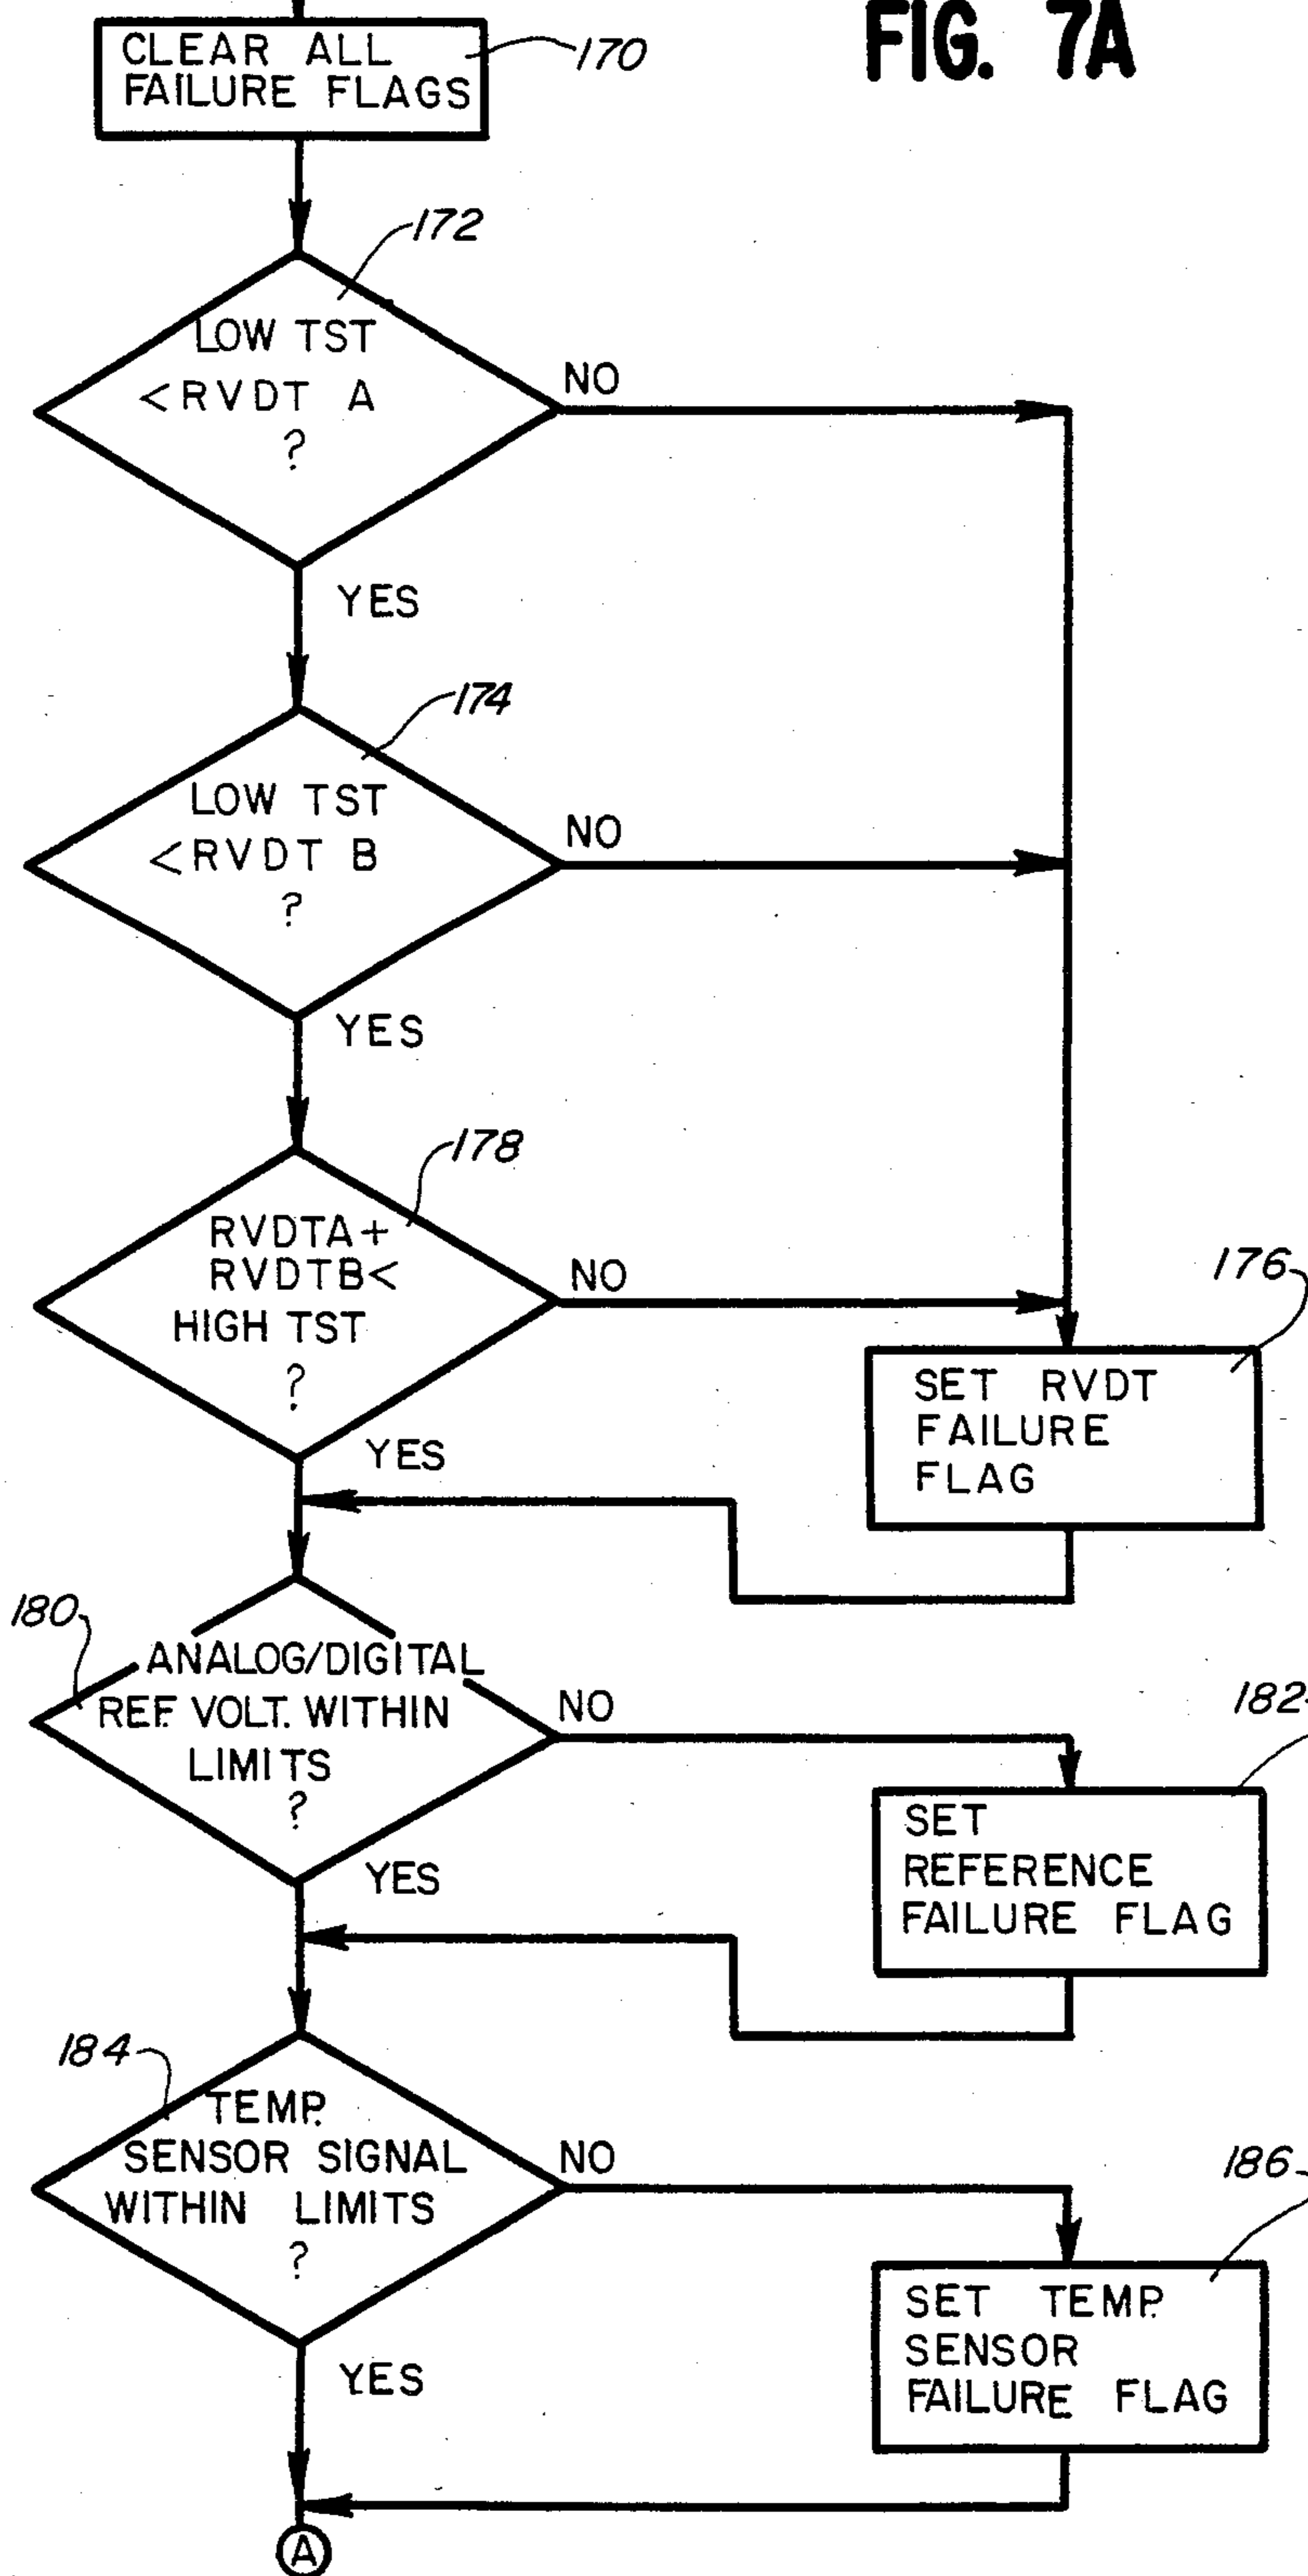 FIG. 7A
CLEAR ALL
FAILURE FLAGS
170
172
LOW TST
<RVDT A
?
NO
YES
174
LOW TST
<RVDT B
?
NO
YES
178
RVDTA+
RVDTB<
HIGH TST
?
NO
YES
176
SET RVDT
FAILURE
FLAG
180
ANALOG/DIGITAL
REF. VOLT. WITHIN
LIMITS
?
NO
YES
182
SET
REFERENCE
FAILURE FLAG
184
TEMP.
SENSOR SIGNAL
WITHIN LIMITS
?
NO
YES
186
SET TEMP.
SENSOR
FAILURE FLAG
A